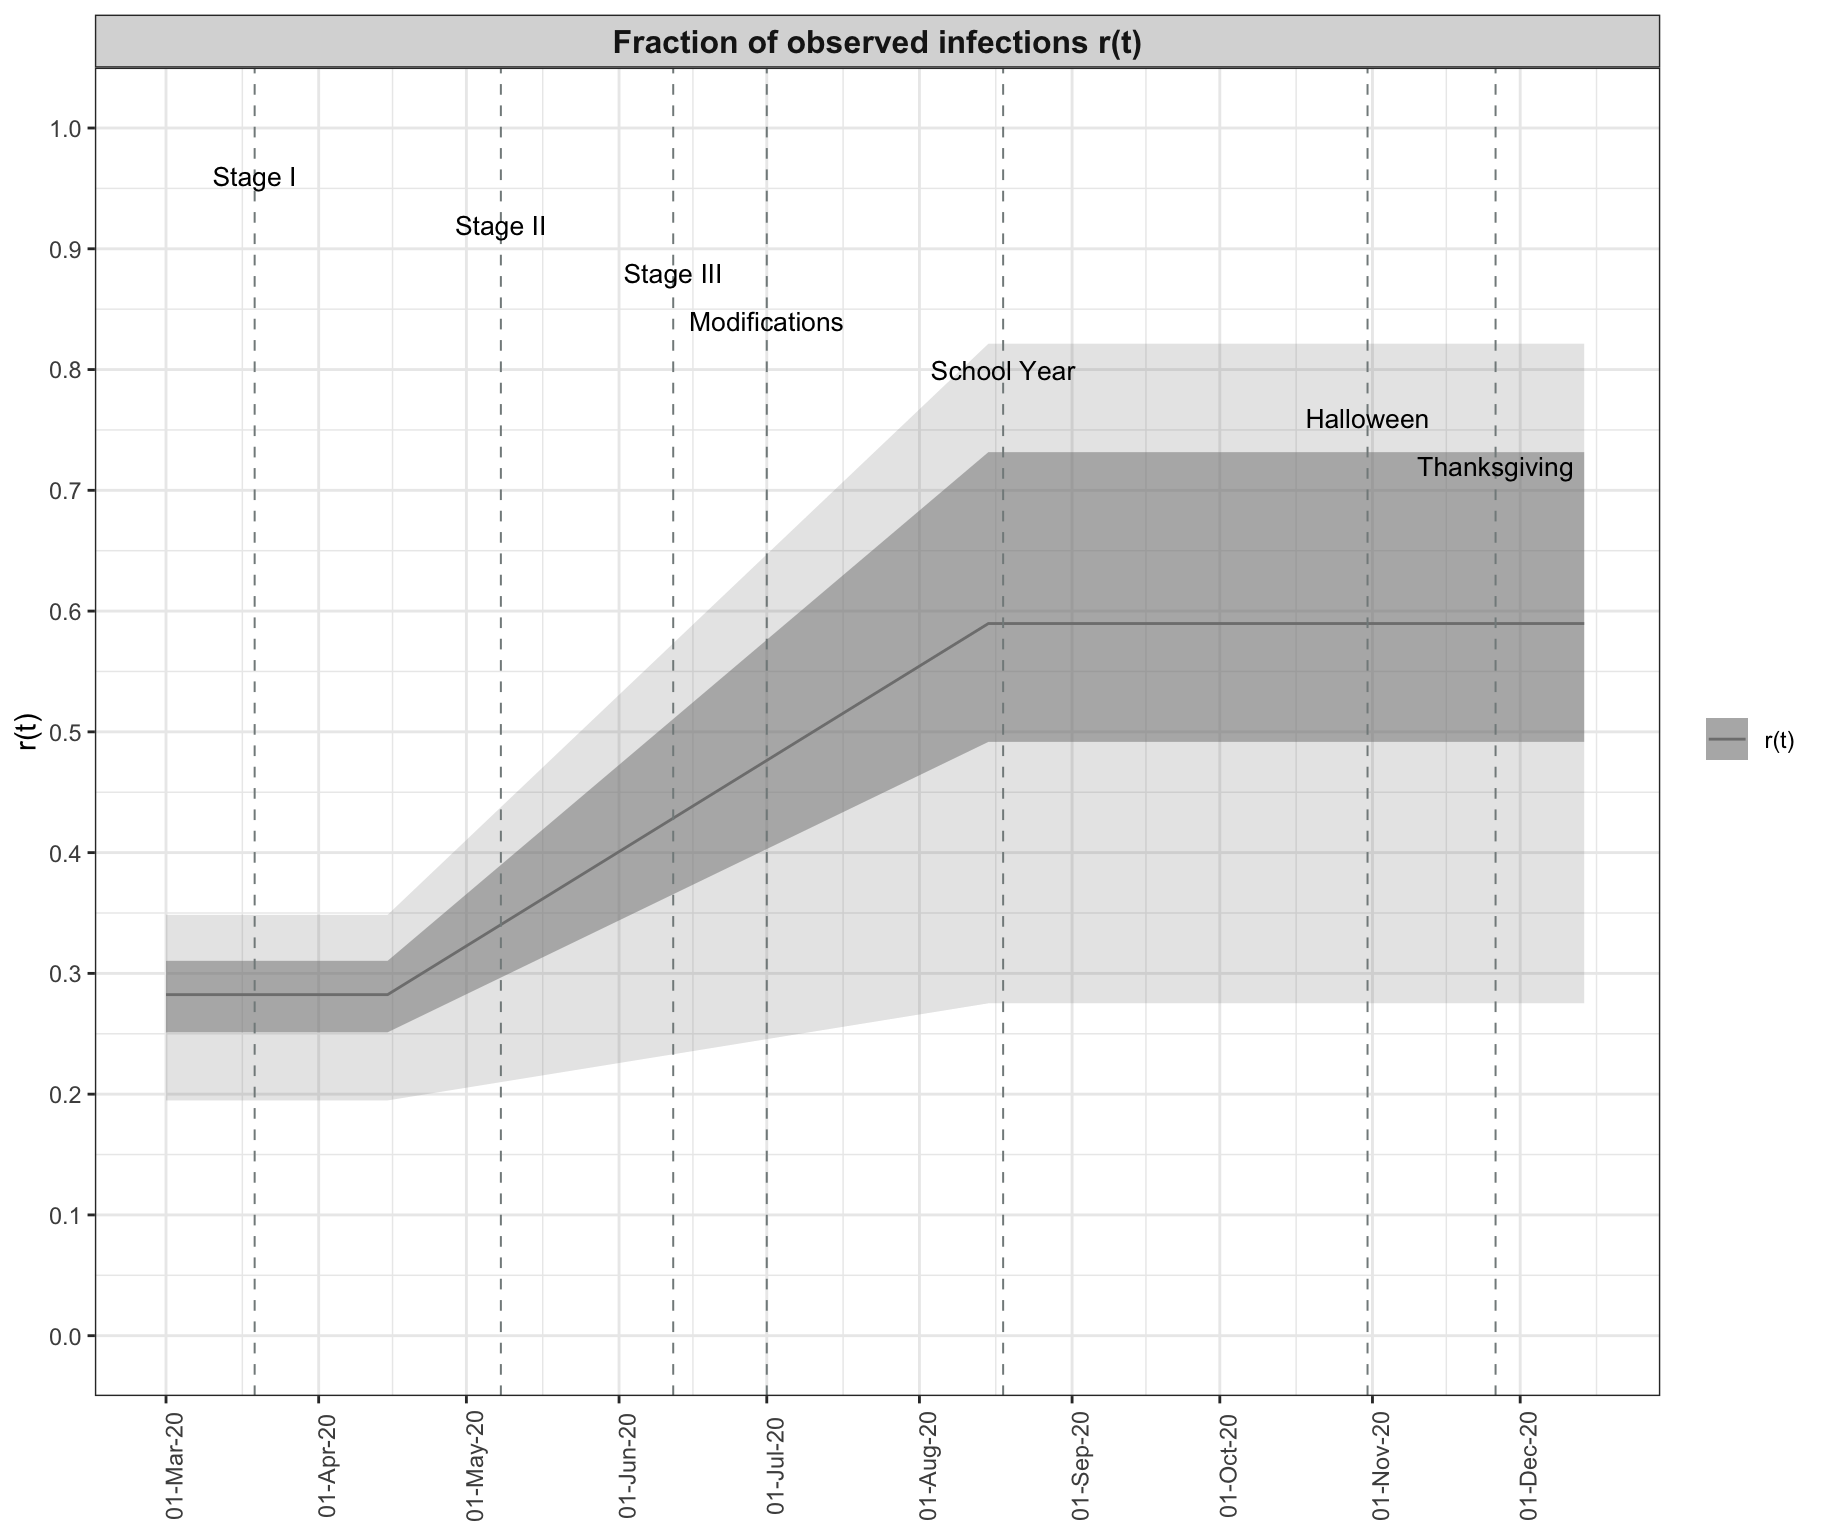 Fraction of observed infections r(t)
1.0
0.9
0.8
0.7
0.6
0.5
0.4
0.3
0.2
0.1
0.0
r(t)
Stage I
Stage II
Stage III
Modifications
School Year
Halloween
Thanksgiving
r(t)
01-Mar-20
01-Apr-20
01-May-20
01-Jun-20
01-Jul-20
01-Aug-20
01-Sep-20
01-Oct-20
01-Nov-20
01-Dec-20